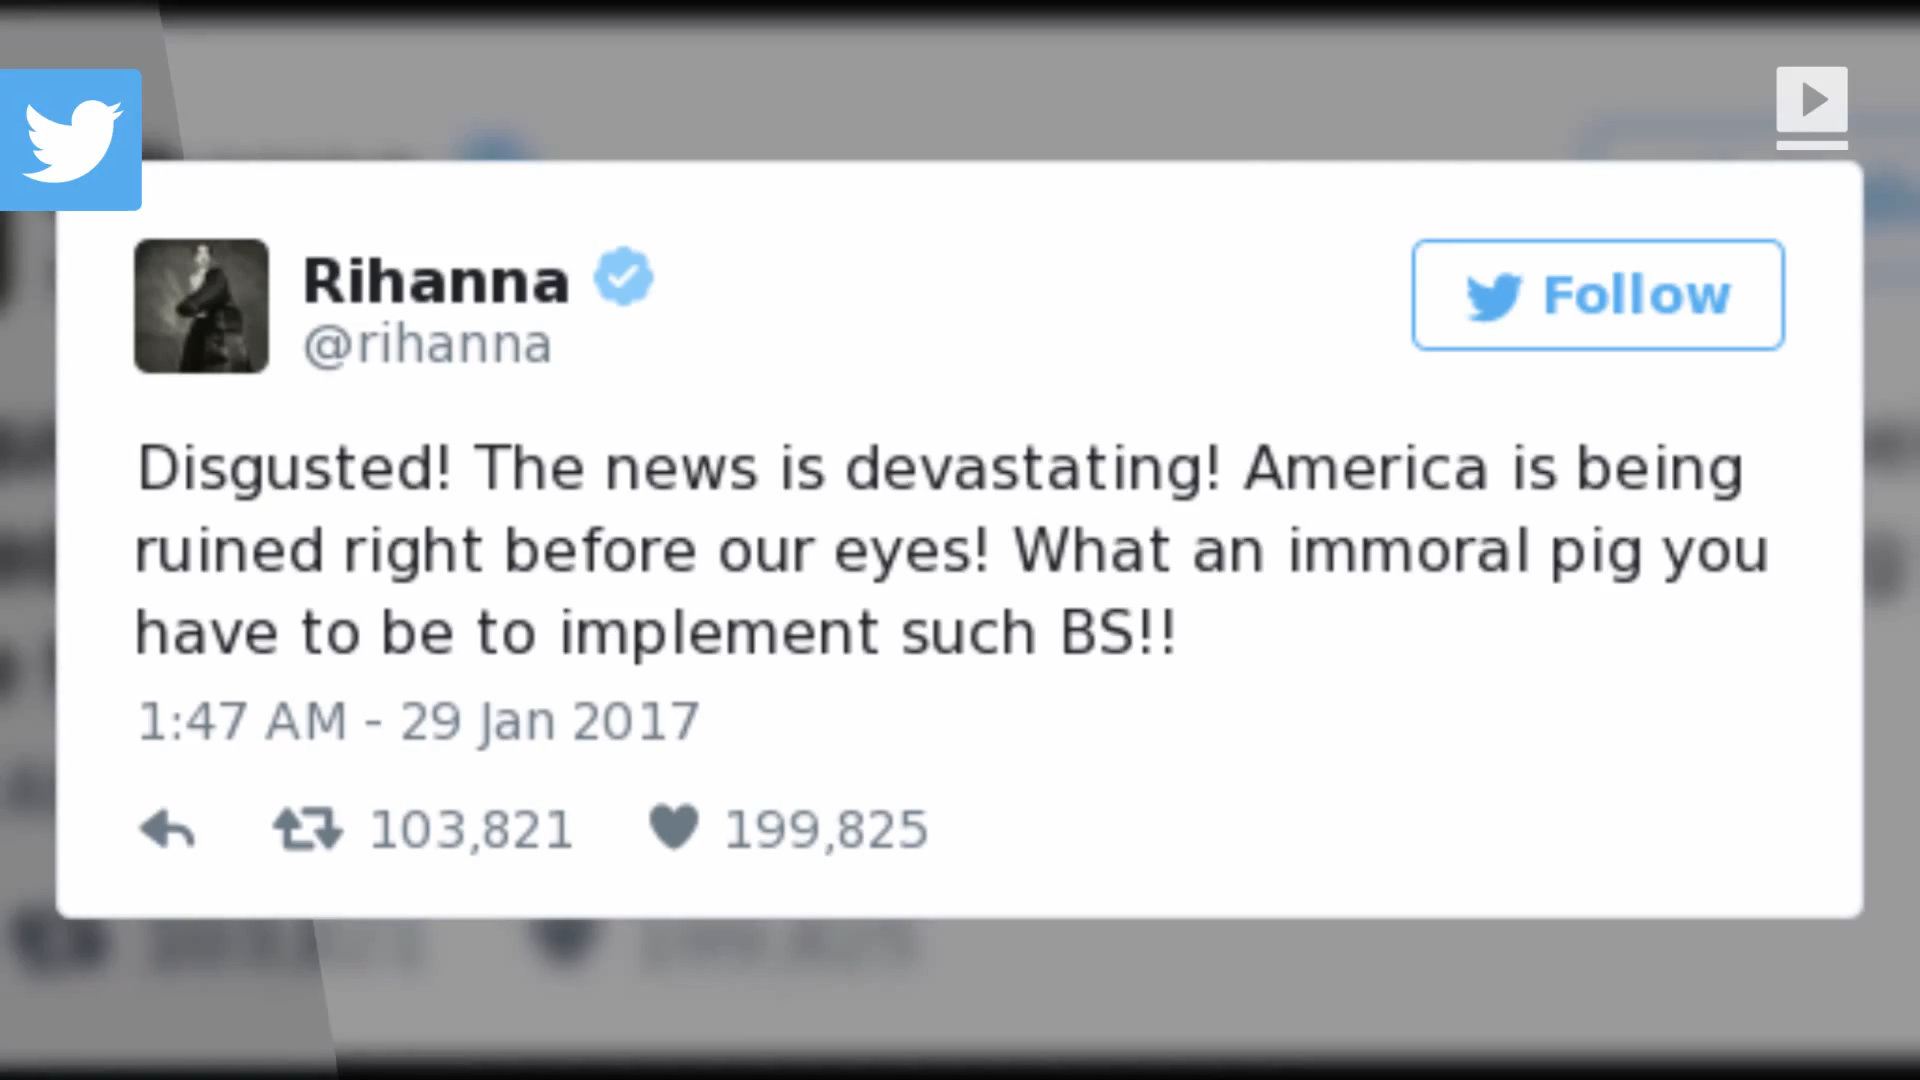 Rihanna
@rihanna
Follow
Disgusted! The news is devastating! America is being
ruined right before our eyes! What an immoral pig you
have to be to implement such BS!!
1:47 AM - 29 Jan 2017
103,821 199,825